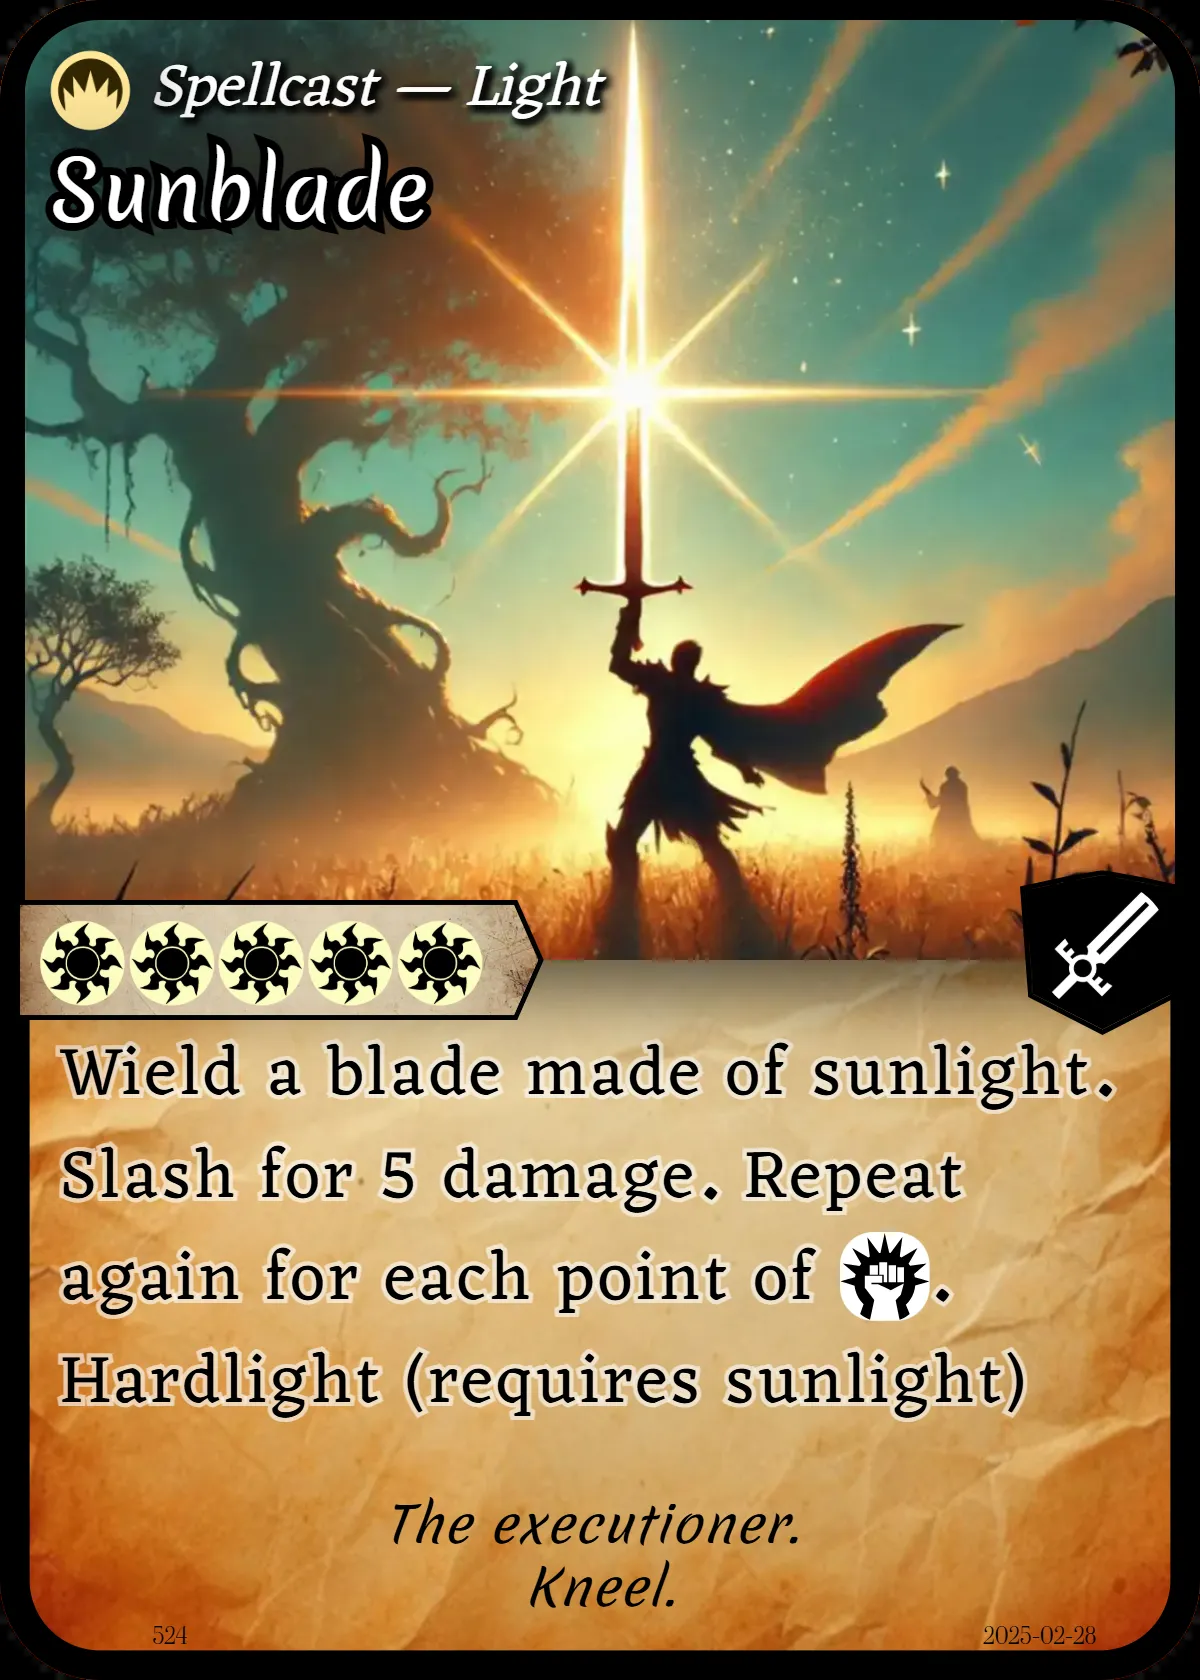 Spellcast — Light
Sunblade
Wield a blade made of sunlight.
Slash for 5 damage. Repeat
again for each point of .
Hardlight (requires sunlight)
The executioner.
Kneel.
524
2025-02-28